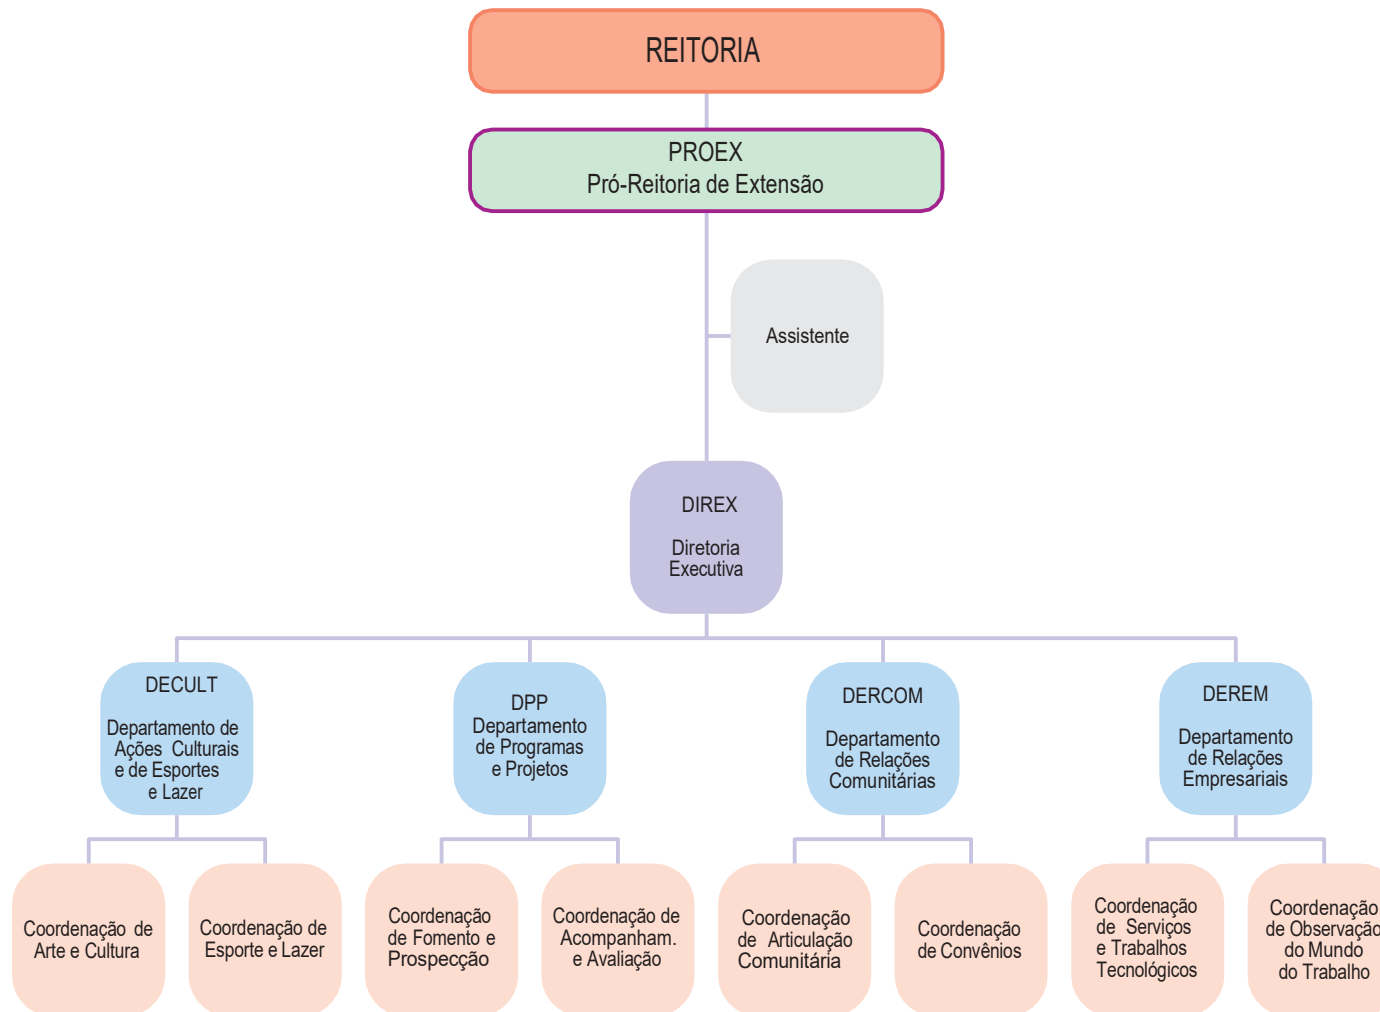 REITORIA
PROEX
Pró-Reitoria de Extensão
Assistente
DIREX
Diretoria
Executiva
DECULT
Departamento de
Ações Culturais
e de Esportes
e Lazer
DPP
Departamento
de Programas
e Projetos
DERCOM
Departamento
de Relações
Comunitárias
DEREM
Departamento
de Relações
Empresariais
Coordenação de
Arte e Cultura
Coordenação de
Esporte e Lazer
Coordenação
de Fomento e
Prospecção
Coordenação de
Acompanham.
e Avaliação
Coordenação
de Articulação
Comunitária
Coordenação
de Convênios
Coordenação
de Serviços
e Trabalhos
Tecnológicos
Coordenação
de Observação
do Mundo
do Trabalho